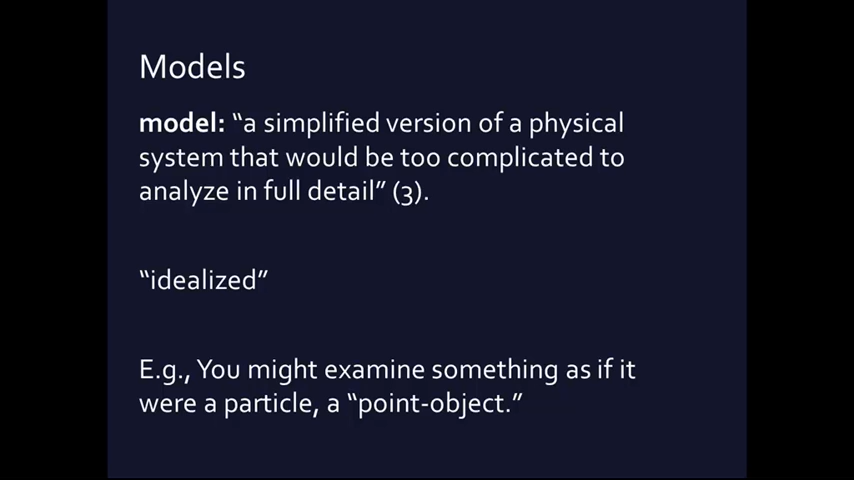 Models
model: “a simplified version of a physical
system that would be too complicated to
analyze in full detail” (3).
“idealized”
E.g., You might examine something as if it
were a particle, a “point-object.”